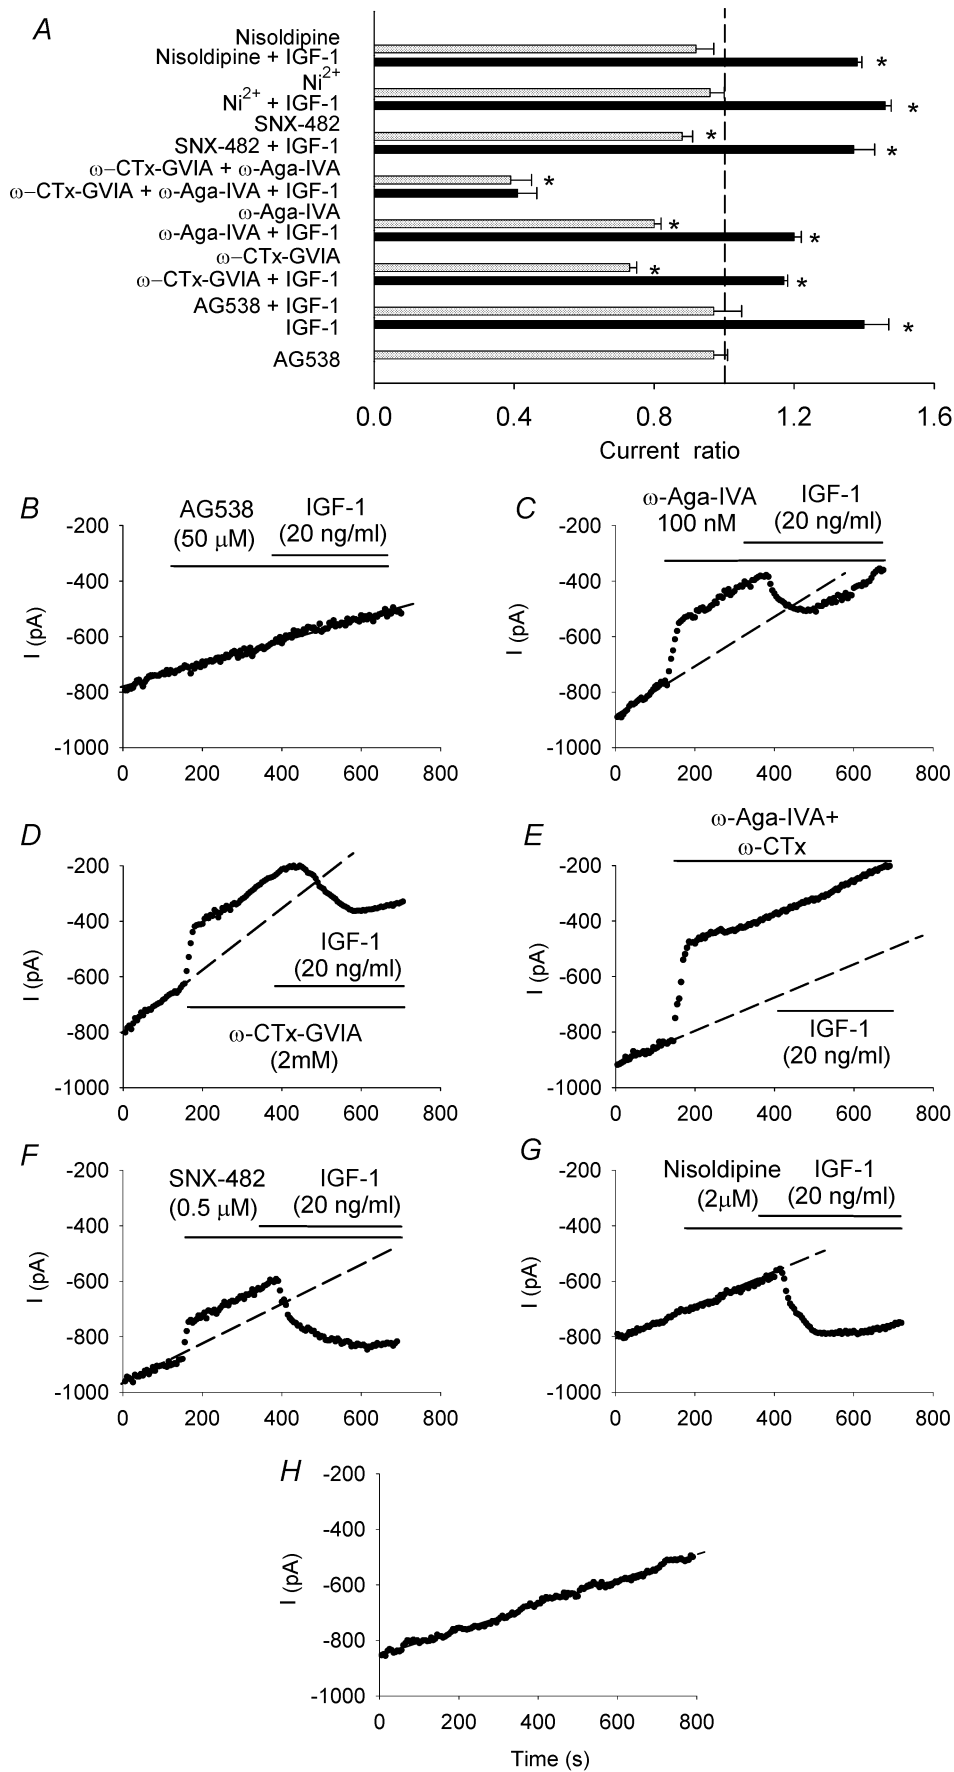 A
Nisoldipine
Nisoldipine + IGF-1
Ni2+
Ni2+ + IGF-1
SNX-482
SNX-482 + IGF-1
ω–CTx-GVIA + ω-Aga-IVA
ω–CTx-GVIA + ω-Aga-IVA + IGF-1
ω-Aga-IVA
ω-Aga-IVA + IGF-1
ω–CTx-GVIA
ω–CTx-GVIA + IGF-1
AG538 + IGF-1
IGF-1
AG538
*
*
*
*
*
*
*
*
*
*
0.0 0.4 0.8 1.2 1.6
Current ratio
B
AG538
(50 μM)
IGF-1
(20 ng/ml)
I (pA)
-200
-400
-600
-800
-1000
0 200 400 600 800
C
ω-Aga-IVA
100 nM
IGF-1
(20 ng/ml)
I (pA)
-200
-400
-600
-800
-1000
0 200 400 600 800
D
I (pA)
-200
-400
-600
-800
-1000
IGF-1
(20 ng/ml)
ω-CTx-GVIA
(2mM)
0 200 400 600 800
E
ω-Aga-IVA+
ω-CTx
I (pA)
-200
-400
-600
-800
-1000
IGF-1
(20 ng/ml)
0 200 400 600 800
F
SNX-482
(0.5 μM)
IGF-1
(20 ng/ml)
I (pA)
-200
-400
-600
-800
-1000
0 200 400 600 800
G
Nisoldipine
(2μM)
IGF-1
(20 ng/ml)
I (pA)
-200
-400
-600
-800
-1000
0 200 400 600 800
H
I (pA)
-200
-400
-600
-800
-1000
0 200 400 600 800
Time (s)